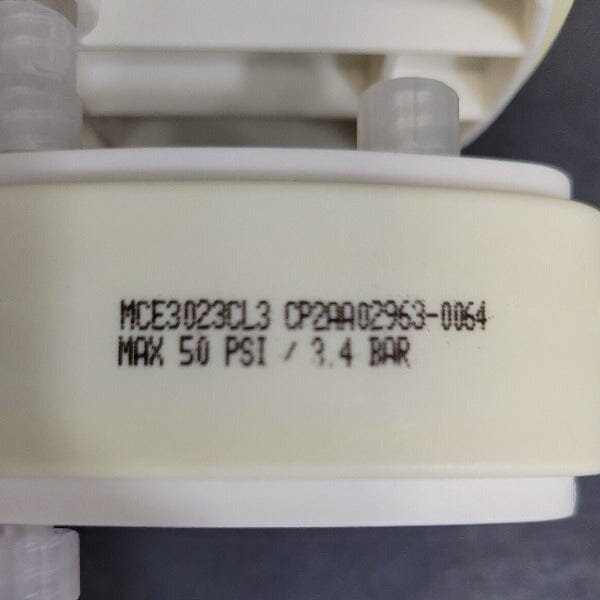 MCE3023CL3 CP2AA02963-0064
MAX 50 PSI / 3.4 BAR